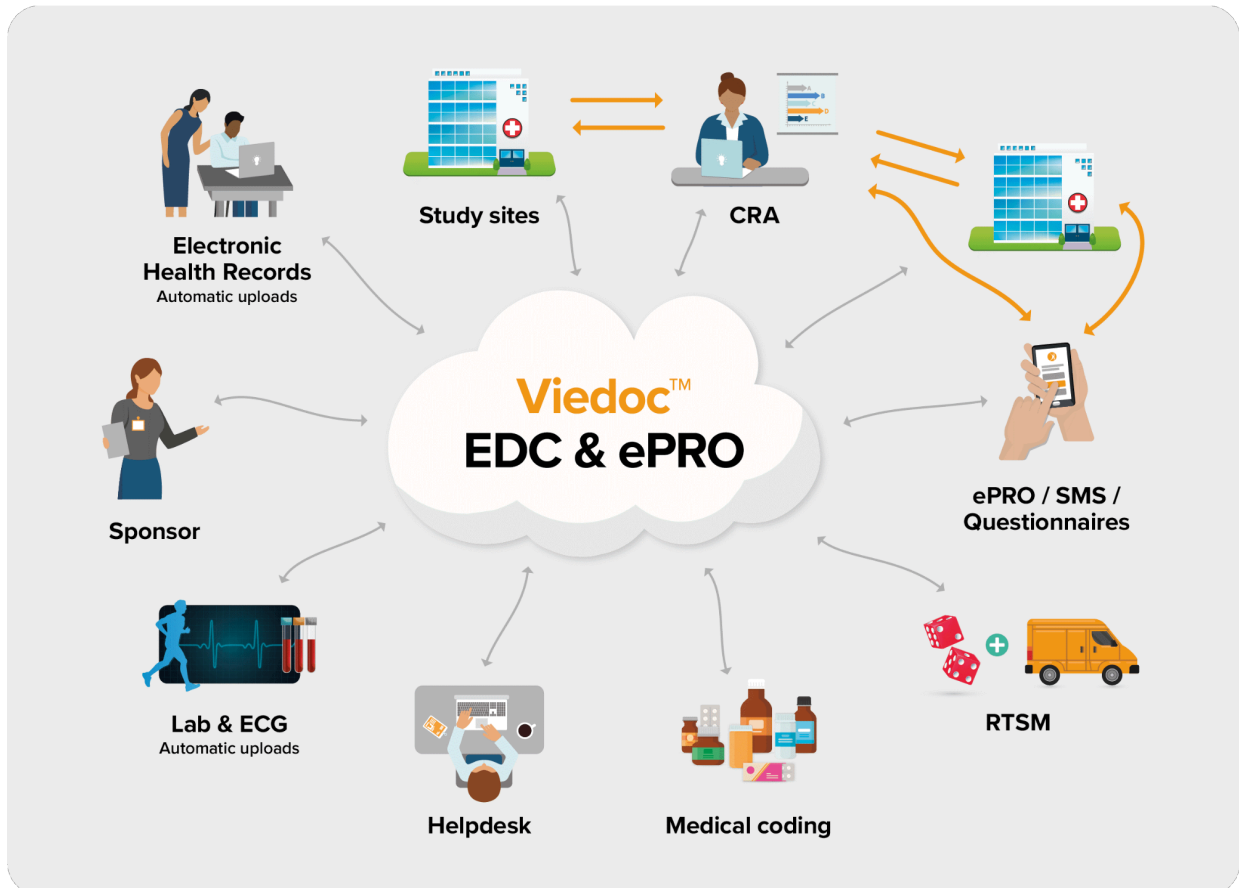 Study sites
CRA
A
B
C
D
E
Electronic
Health Records
Automatic uploads
Viedoc™
EDC & ePRO
Sponsor
ePRO / SMS /
Questionnaires
Lab & ECG
Automatic uploads
RTSM
Helpdesk
Medical coding